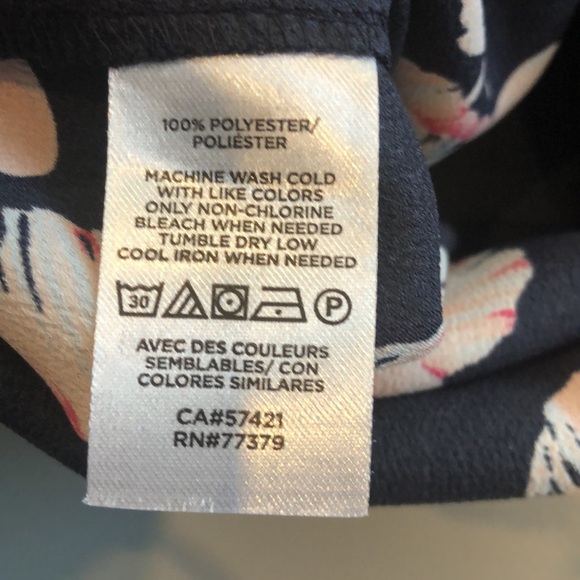 100% POLYESTER/
POLIÉSTER
MACHINE WASH COLD
WITH LIKE COLORS
ONLY NON-CHLORINE
BLEACH WHEN NEEDED
TUMBLE DRY LOW
COOL IRON WHEN NEEDED
30 P
AVEC DES COULEURS
SEMBLABLES/ CON
COLORES SIMILARES
CA#57421
RN#77379